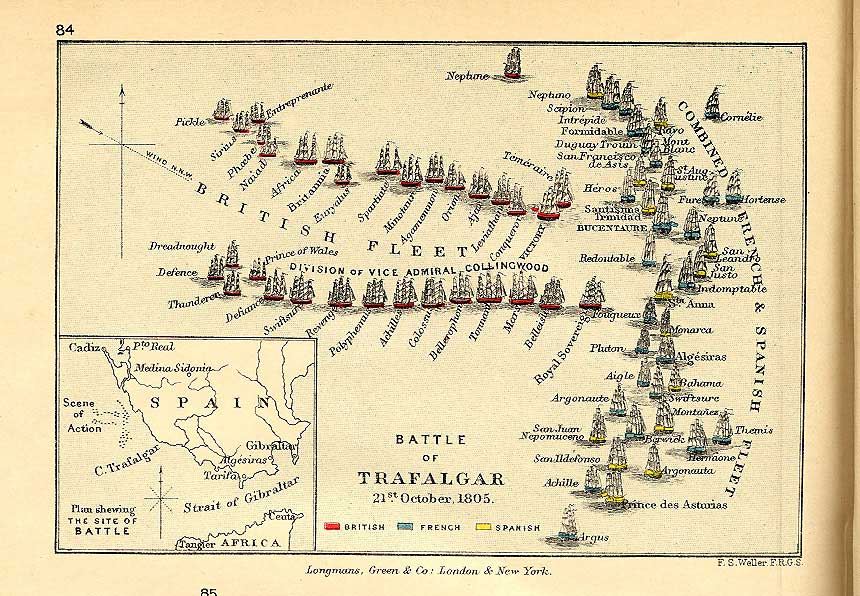 84
Neptune
Neptuno
Scipion
Cornélie
Entreprenante
Pickle
Intrépide
Formidable
Rayo
Sirius
Duguay Trouin
Mont
Blanc
Phœbe
Téméraire
San Francisco
de Asis
Naiad
St Aug
ustine
WIND N.N.W.
Africa
Britannia
Euryalus
Spartiate
Minotaur
Agamemnon
Orion
Ajax
Leviathan
Conqueror
VICTORY
Héros
Furet
Hortense
Santisima
Trinidad
Neptune
BUCENTAURE
BRITISH FLEET
COMBINED FRENCH & SPANISH FLEET
Dreadnought
Prince of Wales
Redoutable
San
Leandro
Defence
DIVISION OF VICE ADMIRAL COLLINGWOOD
San
Justo
Indomptable
Thunderer
Defiance
Swiftsure
Revenge
Polyphemus
Achilles
Colossus
Bellerophon
Tonnant
Mars
Belleisle
Royal Sovereign
Sta Anna
Fougueux
Monarca
Pluton
Algésiras
Aigle
Bahama
Argonaute
Swiftsure
Montañez
San Juan
Nepomuceno
Berwick
Themis
Hermione
San Ildefonso
Argonauta
Achille
Prince des Asturias
Argus
Cadiz
Pto Real
Medina Sidonia
SPAIN
Scene
of
Action
C. Trafalgar
Gibraltar
Algésiras
Tarifa
Strait of Gibraltar
Plan shewing
THE SITE OF
BATTLE
Ceuta
Tangier AFRICA
BATTLE
OF
TRAFALGAR
21st October, 1805.
BRITISH FRENCH SPANISH
F. S. Weller. F.R.G.S.
Longmans, Green & Co: London & New York.
85